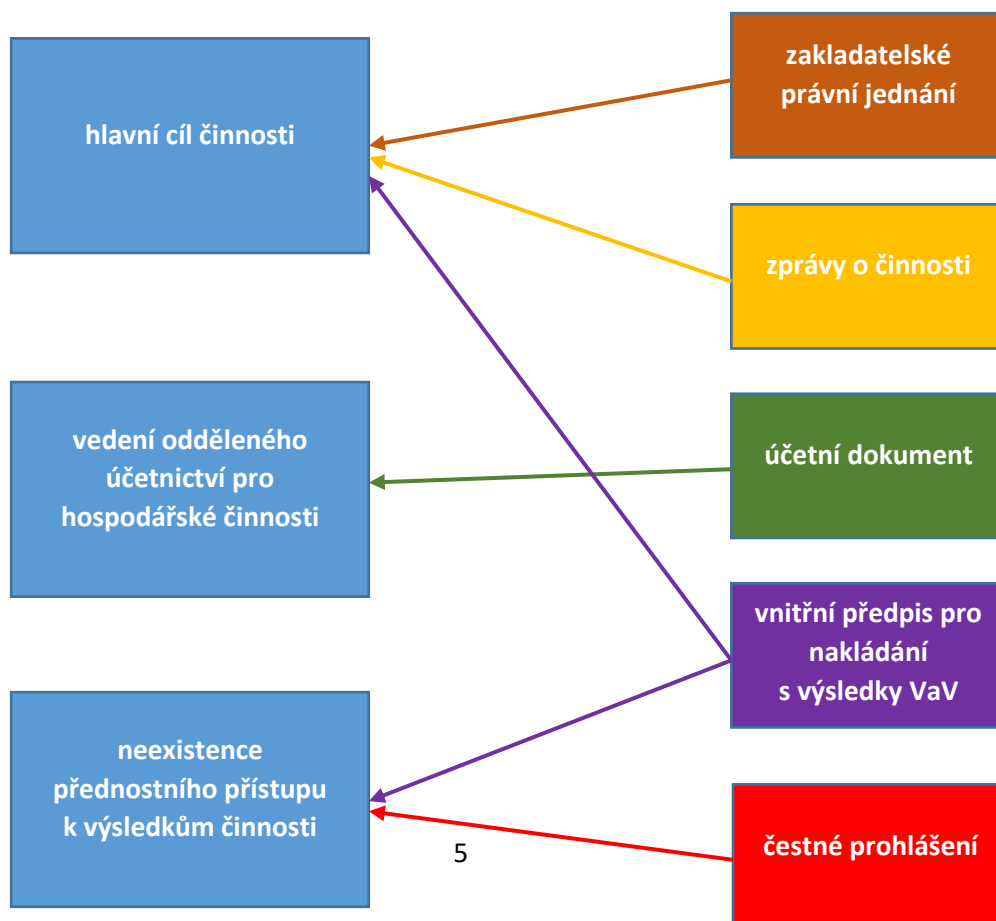 hlavní cíl činnosti
vedení odděleného
účetnictví pro
hospodářské činnosti
neexistence
přednostního přístupu
k výsledkům činnosti
zakladatelské
právní jednání
zprávy o činnosti
účetní dokument
vnitřní předpis pro
nakládání
s výsledky VaV
čestné prohlášení
5